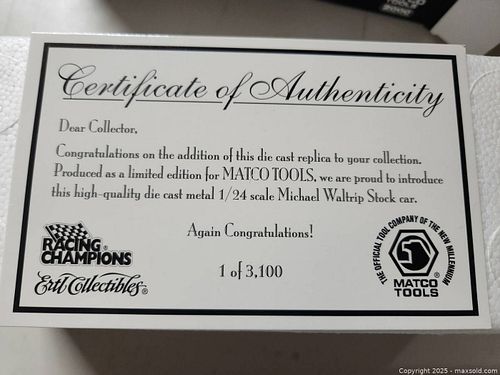 Certificate of Authenticity
Dear Collector,
Congratulations on the addition of this die cast replica to your collection.
Produced as a limited edition for MATCO TOOLS, we are proud to introduce
this high-quality die cast metal 1/24 scale Michael Waltrip Stock car.
Again Congratulations!
1 of 3,100
RACING ®
CHAMPIONS
Ertl Collectibles®
THE OFFICIAL TOOL COMPANY OF THE NEW MILLENNIUM
MATCO
TOOLS ®
Copyright 2025 - maxsold.com